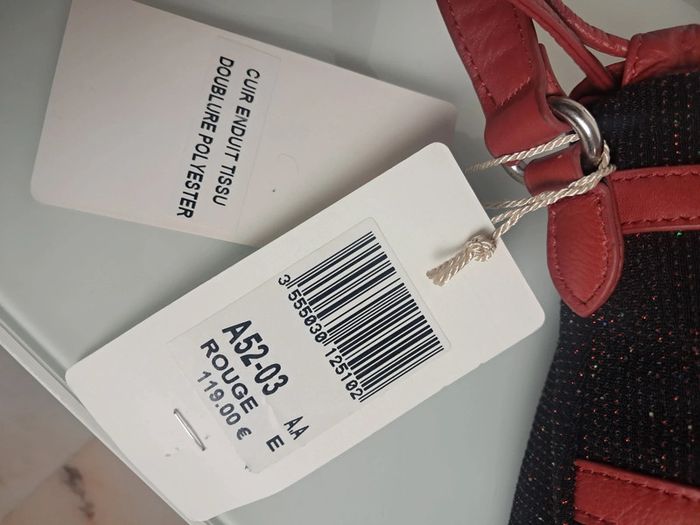 CUIR ENDUIT TISSU
DOUBLURE POLYESTER
3 555030 125102
A52-03 AA
ROUGE E
119.00 €